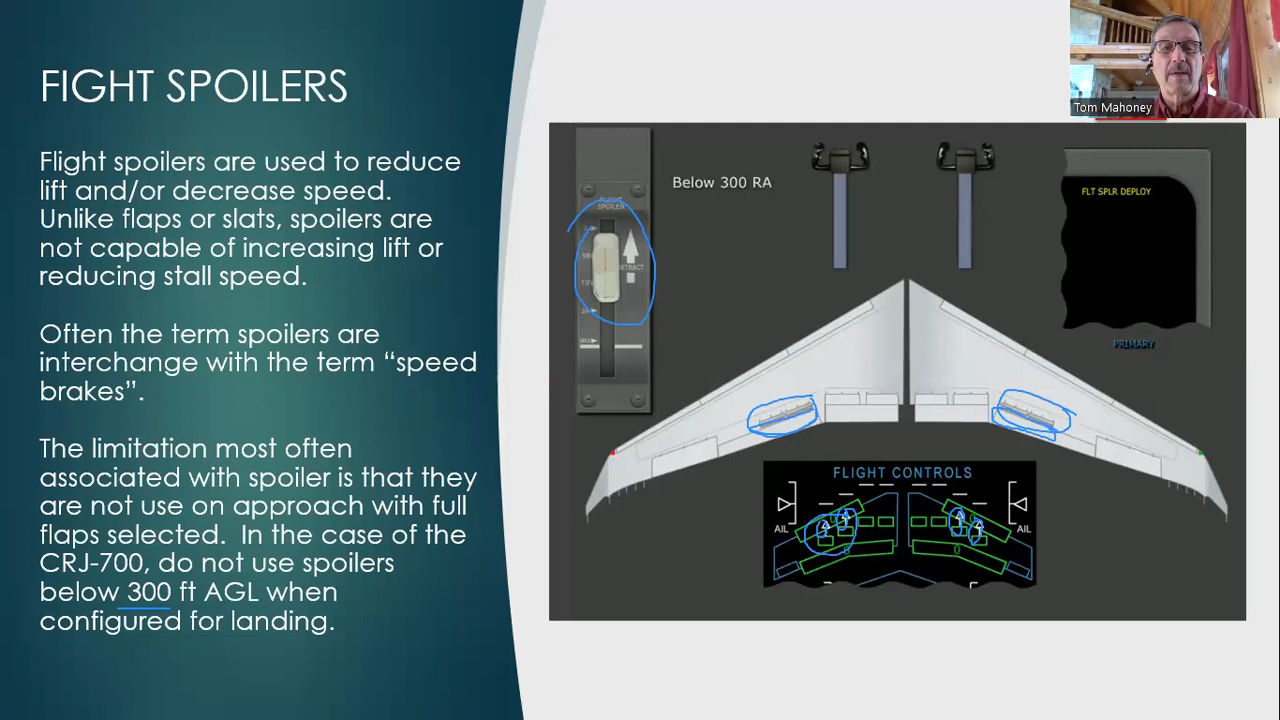 FIGHT SPOILERS
Flight spoilers are used to reduce
lift and/or decrease speed.
Unlike flaps or slats, spoilers are
not capable of increasing lift or
reducing stall speed.
Often the term spoilers are
interchange with the term “speed
brakes”.
The limitation most often
associated with spoiler is that they
are not use on approach with full
flaps selected. In the case of the
CRJ-700, do not use spoilers
below 300 ft AGL when
configured for landing.
Tom Mahoney
FLIGHT
SPOILER
Below 300 RA
FLT SPLR DEPLOY
PRIMARY
FLIGHT CONTROLS
AIL
AIL
0
0